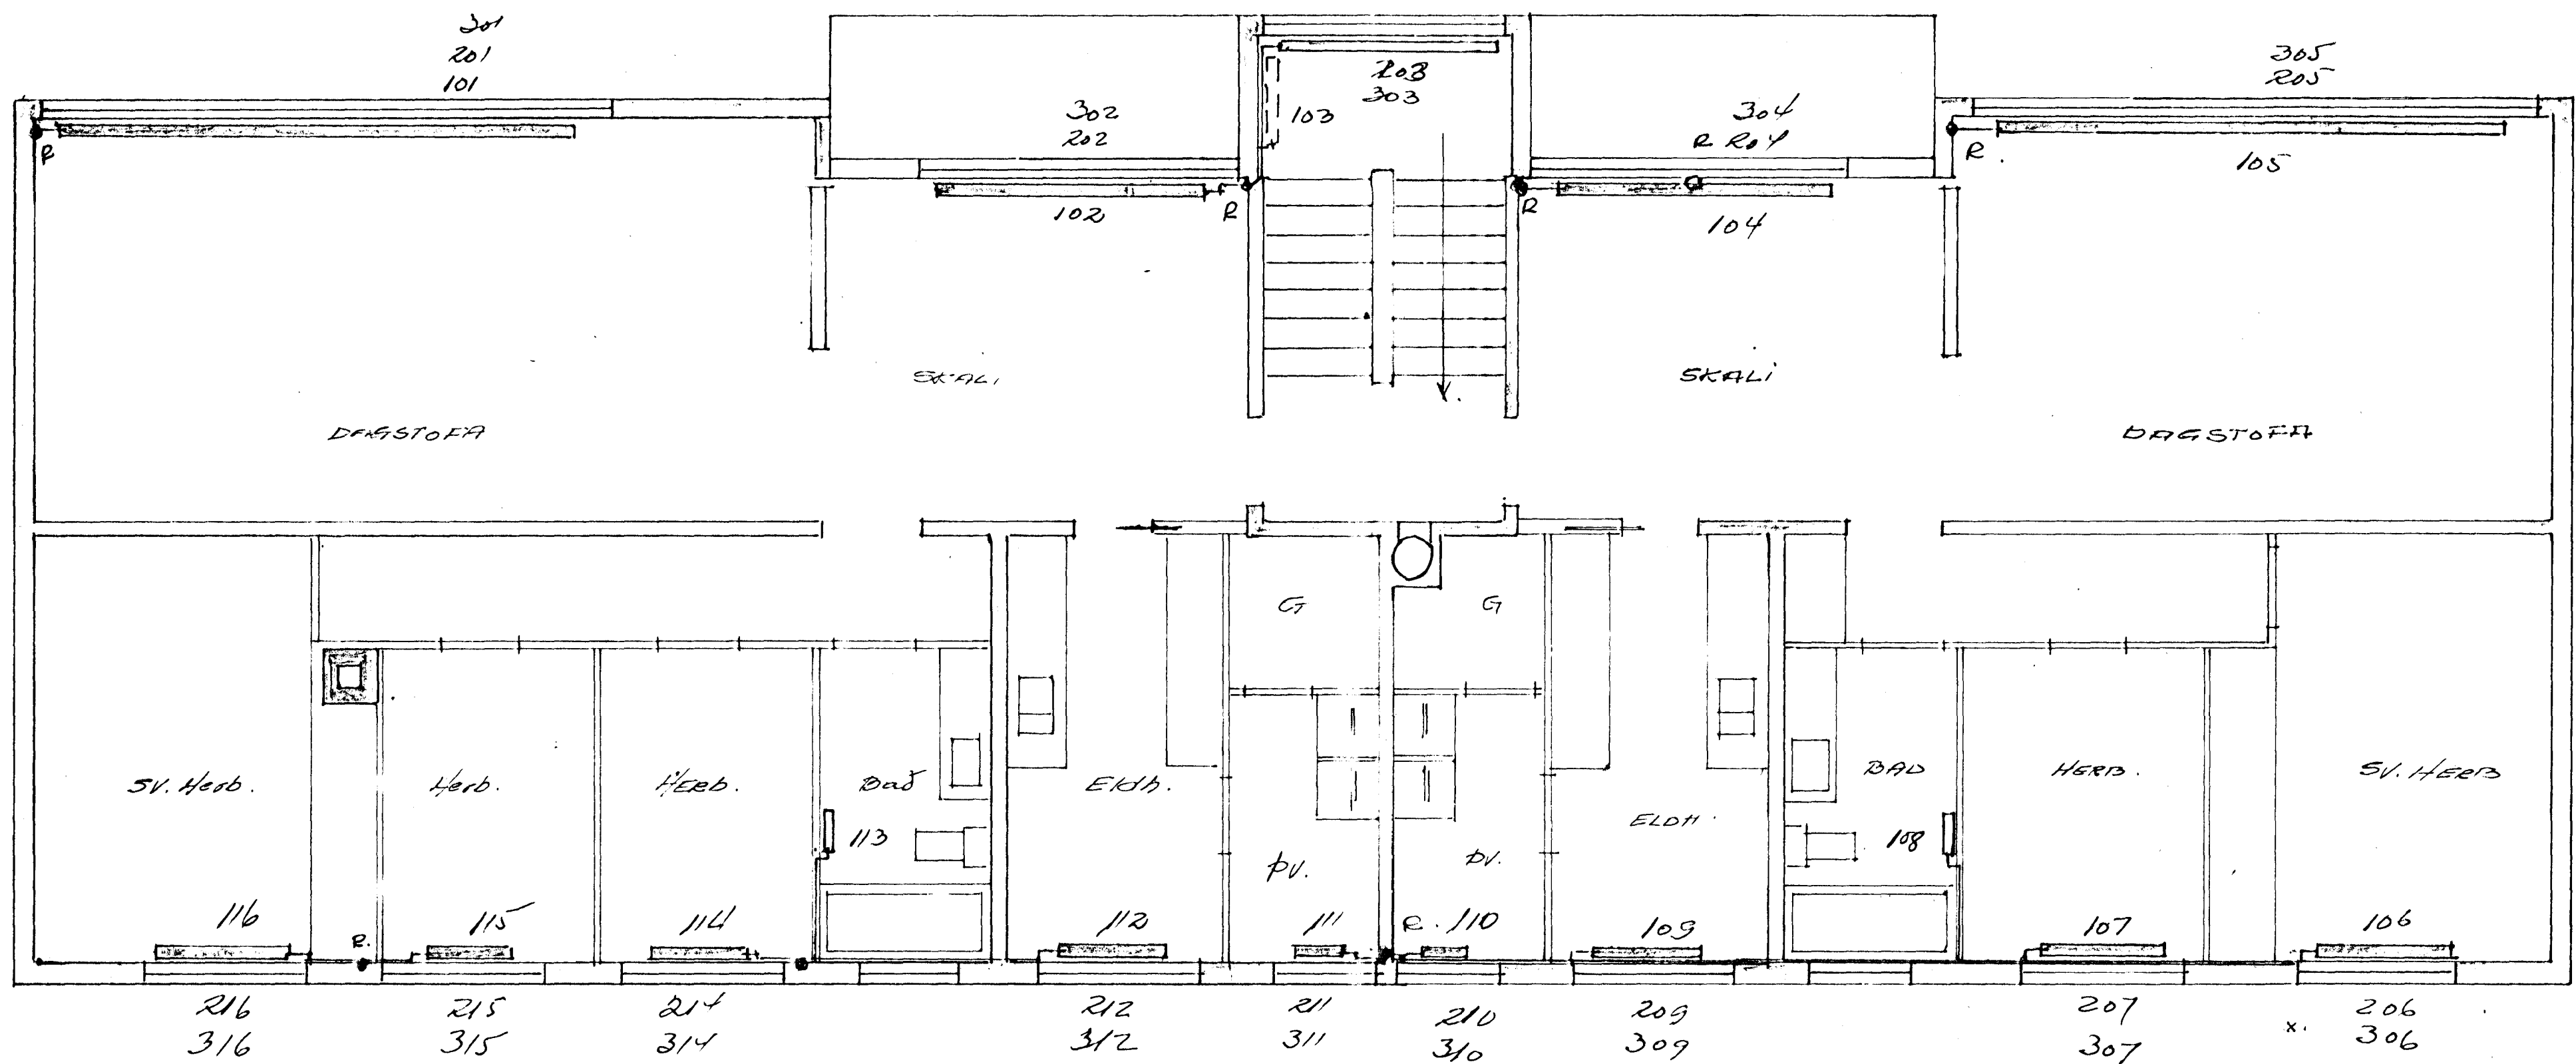 301
201
101
302
202
103
203
303
304
R 204
305
205
R
102
R
R
104
R.
105
SKALI
SKALI
DAGSTOFA
DAGSTOFA
G
G
SV. Herb.
Herb.
HERB.
Bað
113
Eldh.
ÞV.
ÞV.
ELDH.
BAD
108
HERB.
SV. HERB
116
R.
115
114
112
111
R. 110
109
107
106
216
316
215
315
214
314
212
312
211
311
210
310
209
309
207
307
x.
206
306